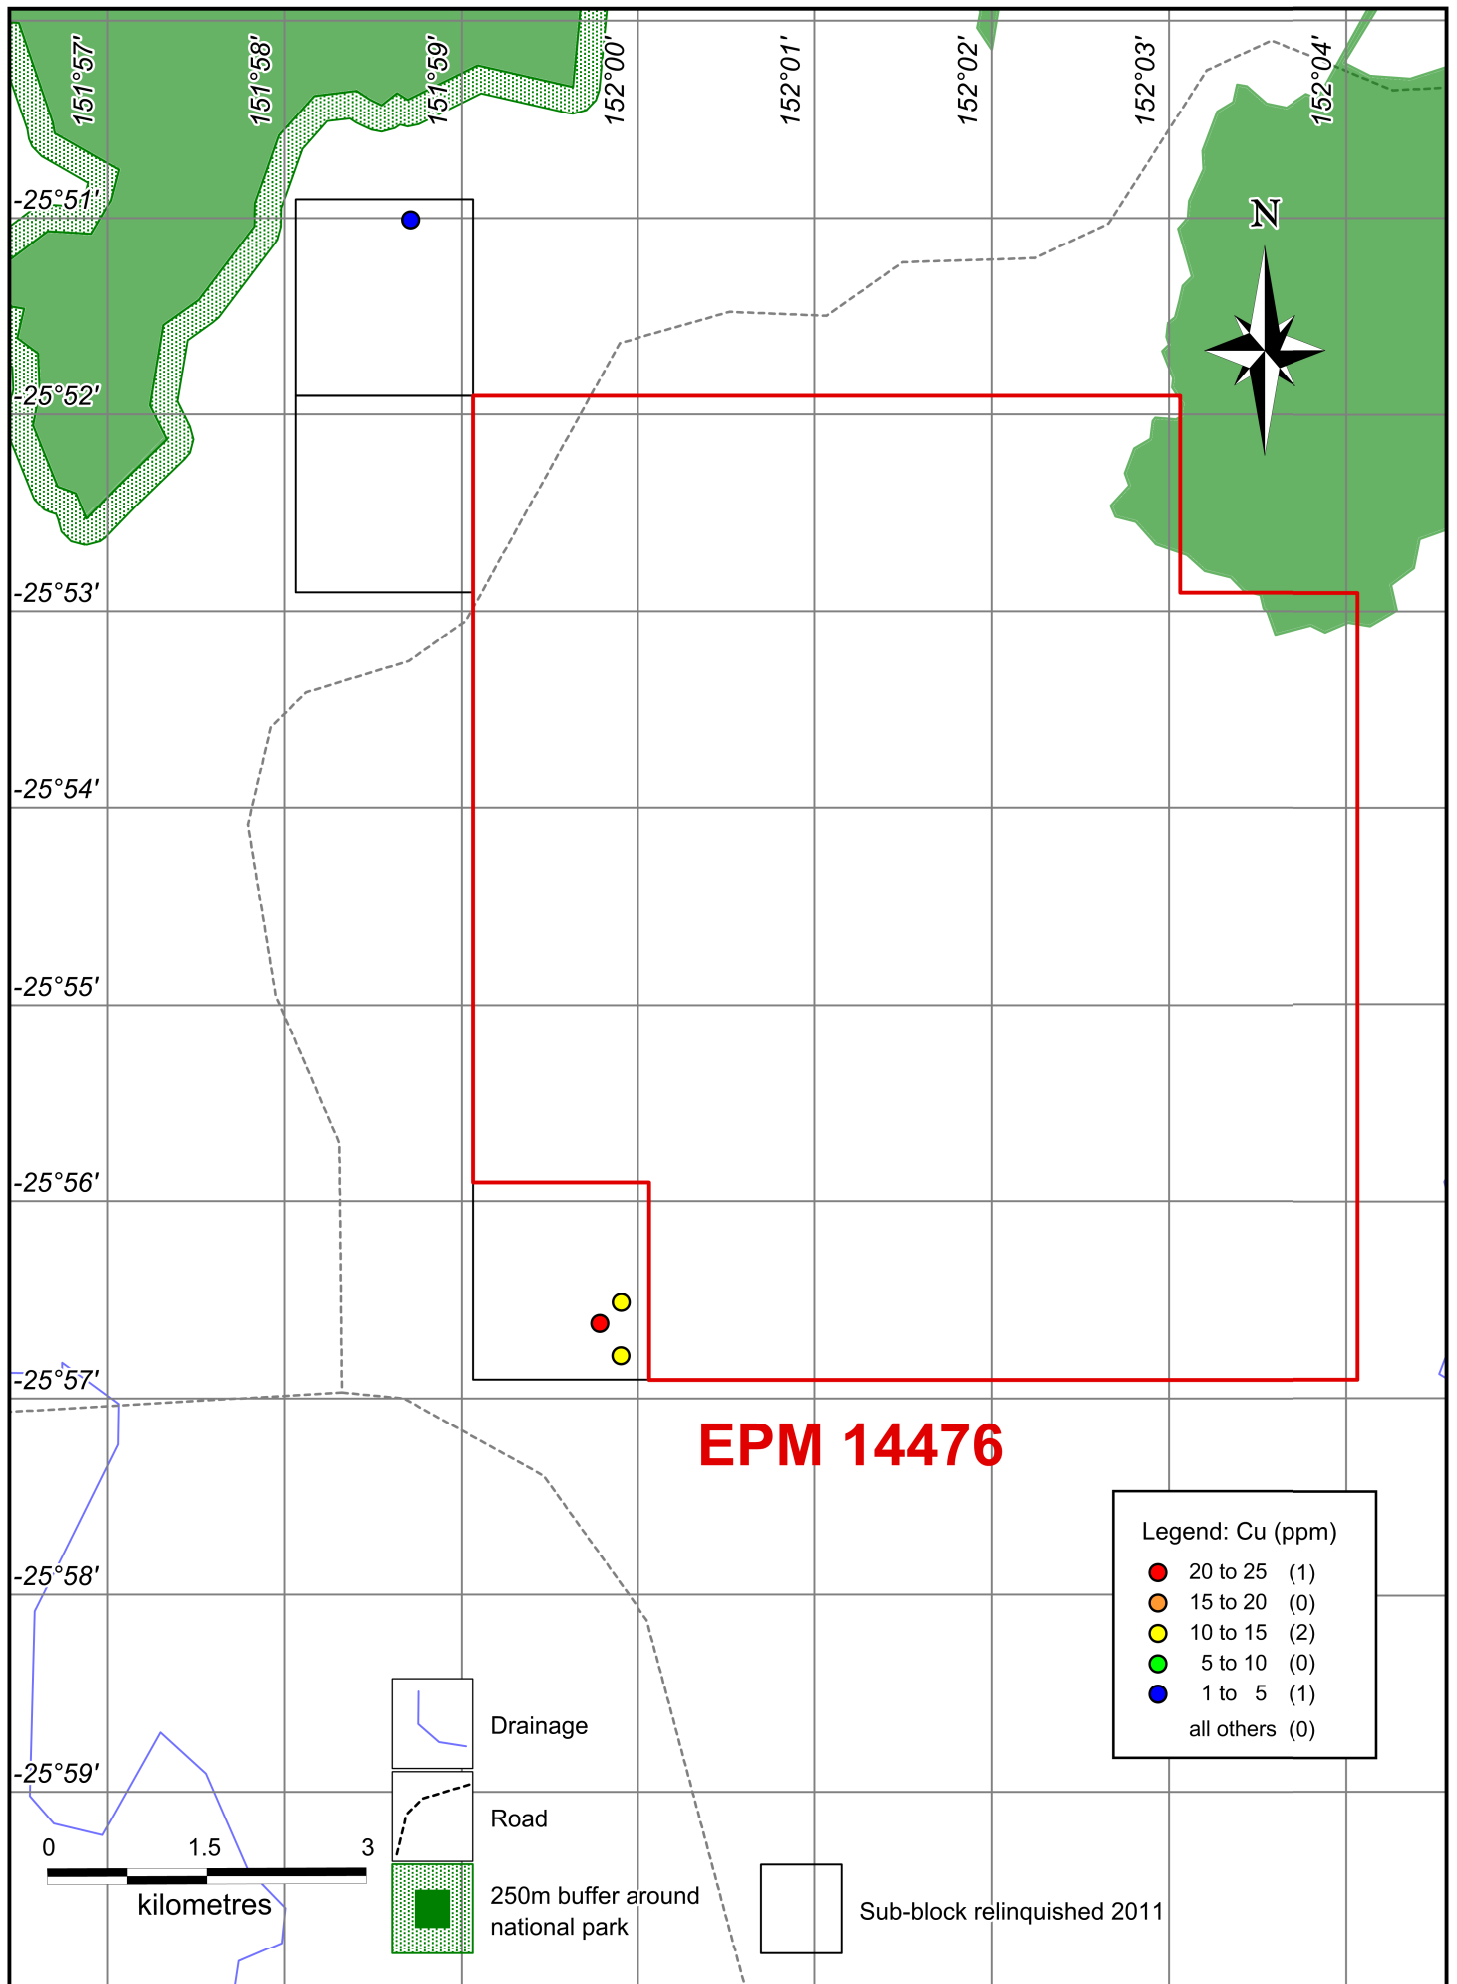 151°57'
151°58'
151°59'
152°00'
152°01'
152°02'
152°03'
152°04'
-25°51'
N
-25°52'
-25°53'
-25°54'
-25°55'
-25°56'
-25°57'
EPM 14476
Legend: Cu (ppm)
20 to 25 (1)
15 to 20 (0)
10 to 15 (2)
5 to 10 (0)
1 to 5 (1)
all others (0)
-25°58'
-25°59'
Drainage
Road
0 1.5 3
kilometres
250m buffer around
national park
Sub-block relinquished 2011